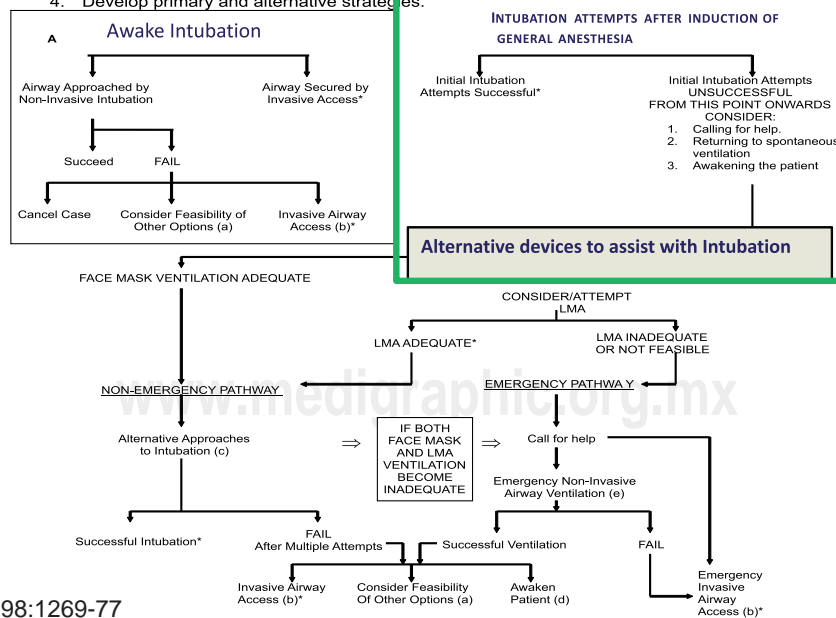 4. Develop primary and alternative strategies:
A
Awake Intubation
Airway Approached by
Non-Invasive Intubation
Airway Secured by
Invasive Access*
Succeed
FAIL
Cancel Case
Consider Feasibility of
Other Options (a)
Invasive Airway
Access (b)*
INTUBATION ATTEMPTS AFTER INDUCTION OF
GENERAL ANESTHESIA
Initial Intubation
Attempts Successful*
Initial Intubation Attempts
UNSUCCESSFUL
FROM THIS POINT ONWARDS
CONSIDER:
1. Calling for help.
2. Returning to spontaneous
ventilation
3. Awakening the patient
Alternative devices to assist with Intubation
FACE MASK VENTILATION ADEQUATE
CONSIDER/ATTEMPT
LMA
LMA ADEQUATE*
LMA INADEQUATE
OR NOT FEASIBLE
NON-EMERGENCY PATHWAY
EMERGENCY PATHWA Y
www.medigraphic.org.mx
Alternative Approaches
to Intubation (c)
⇒
IF BOTH
FACE MASK
AND LMA
VENTILATION
BECOME
INADEQUATE
⇒
Call for help
Emergency Non-Invasive
Airway Ventilation (e)
Successful Intubation*
FAIL
After Multiple Attempts
Successful Ventilation
FAIL
Invasive Airway
Access (b)*
Consider Feasibility
Of Other Options (a)
Awaken
Patient (d)
Emergency
Invasive
Airway
Access (b)*
98:1269-77